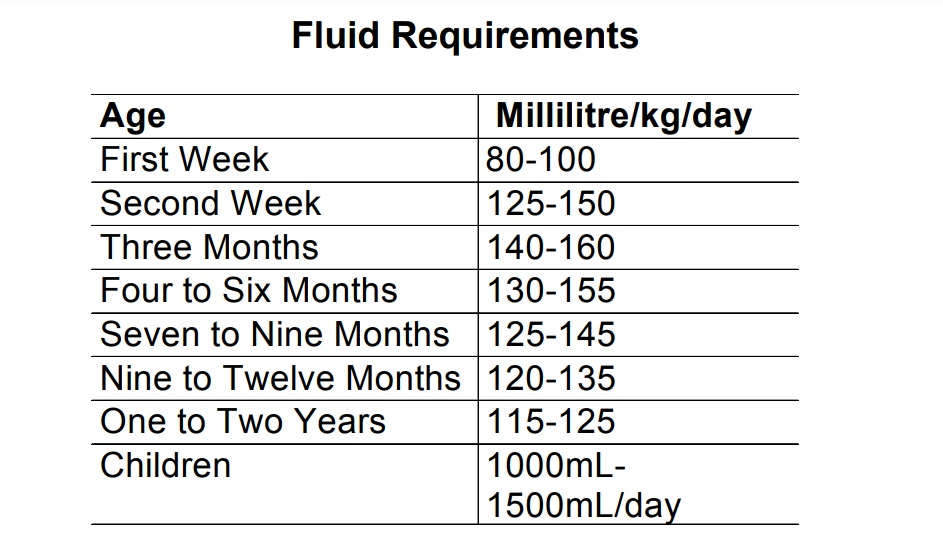 Fluid Requirements
Age Millilitre/kg/day
First Week 80-100
Second Week 125-150
Three Months 140-160
Four to Six Months 130-155
Seven to Nine Months 125-145
Nine to Twelve Months 120-135
One to Two Years 115-125
Children 1000mL-
1500mL/day